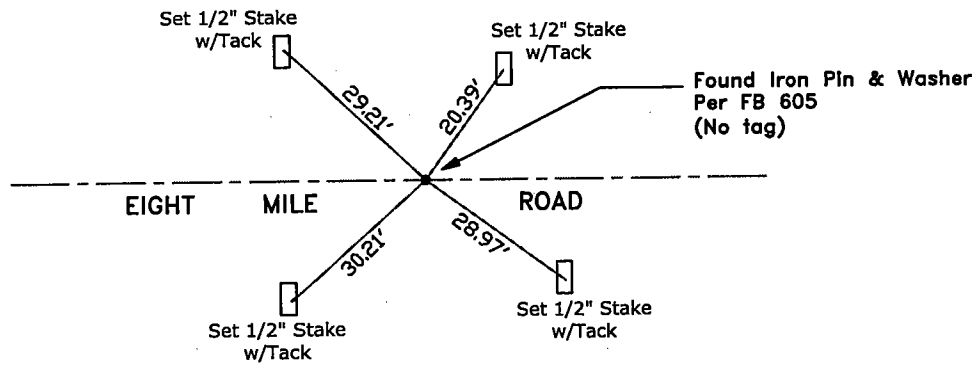 Set 1/2" Stake
w/Tack
Set 1/2" Stake
w/Tack
Found Iron Pin & Washer
Per FB 605
(No tag)
29.21'
20.39'
EIGHT MILE ROAD
30.21'
28.97'
Set 1/2" Stake
w/Tack
Set 1/2" Stake
w/Tack